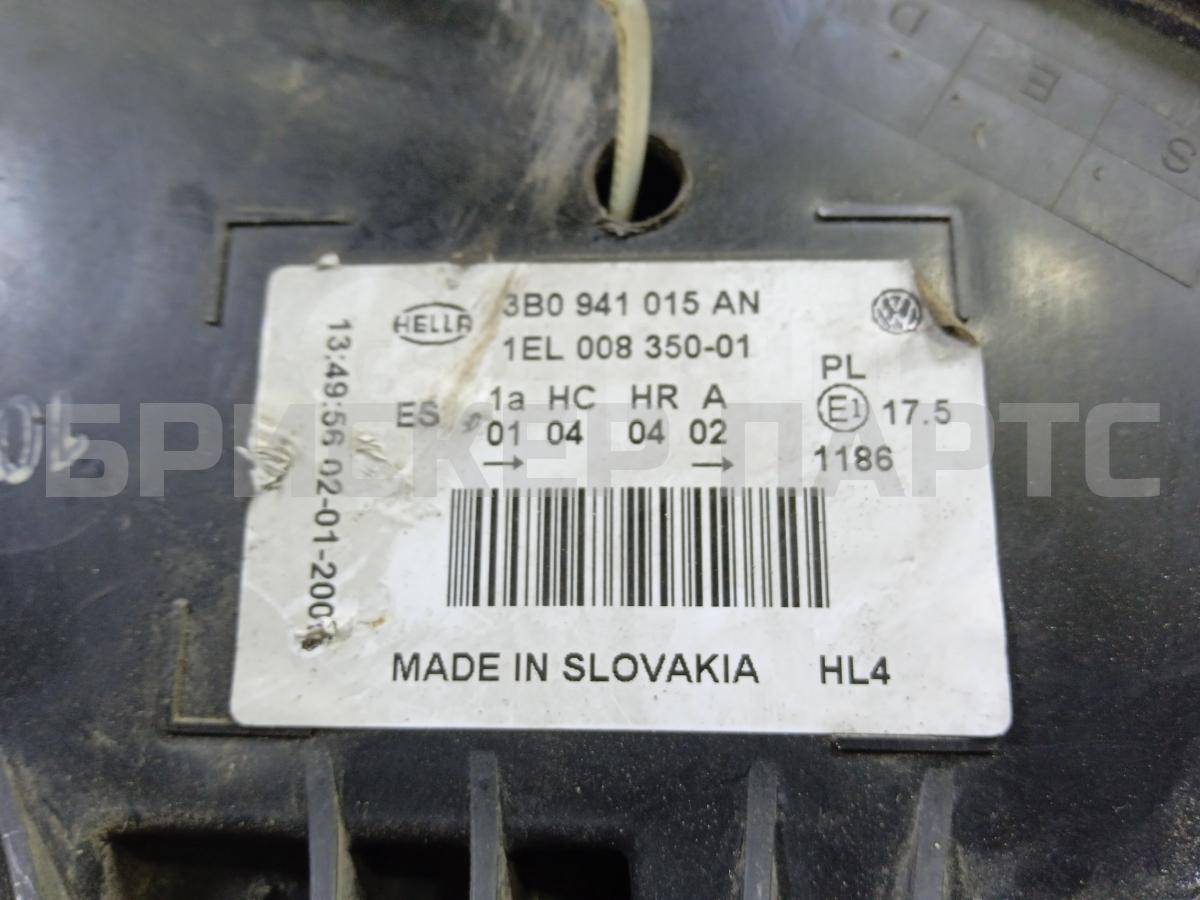 D E S
HELLA 3B0 941 015 AN
1EL 008 350-01
PL
ES 1a HC HR A
01 04 04 02
E1 17.5
1186
13:49:56 02-01-200
MADE IN SLOVAKIA HL4
БРИСКЕР ПАРТС